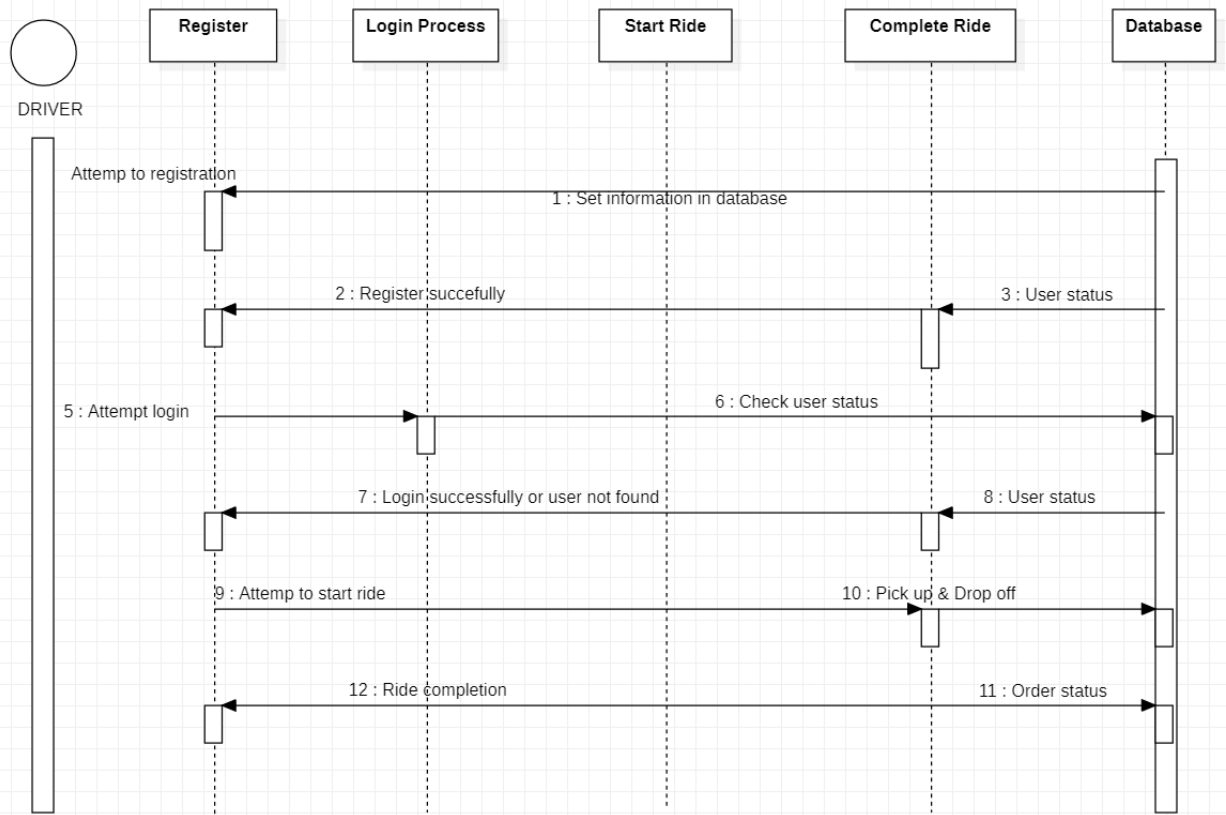 Register
Login Process
Start Ride
Complete Ride
Database
DRIVER
Attemp to registration
1 : Set information in database
2 : Register succefully
3 : User status
5 : Attempt login
6 : Check user status
7 : Login successfully or user not found
8 : User status
9 : Attemp to start ride
10 : Pick up & Drop off
12 : Ride completion
11 : Order status